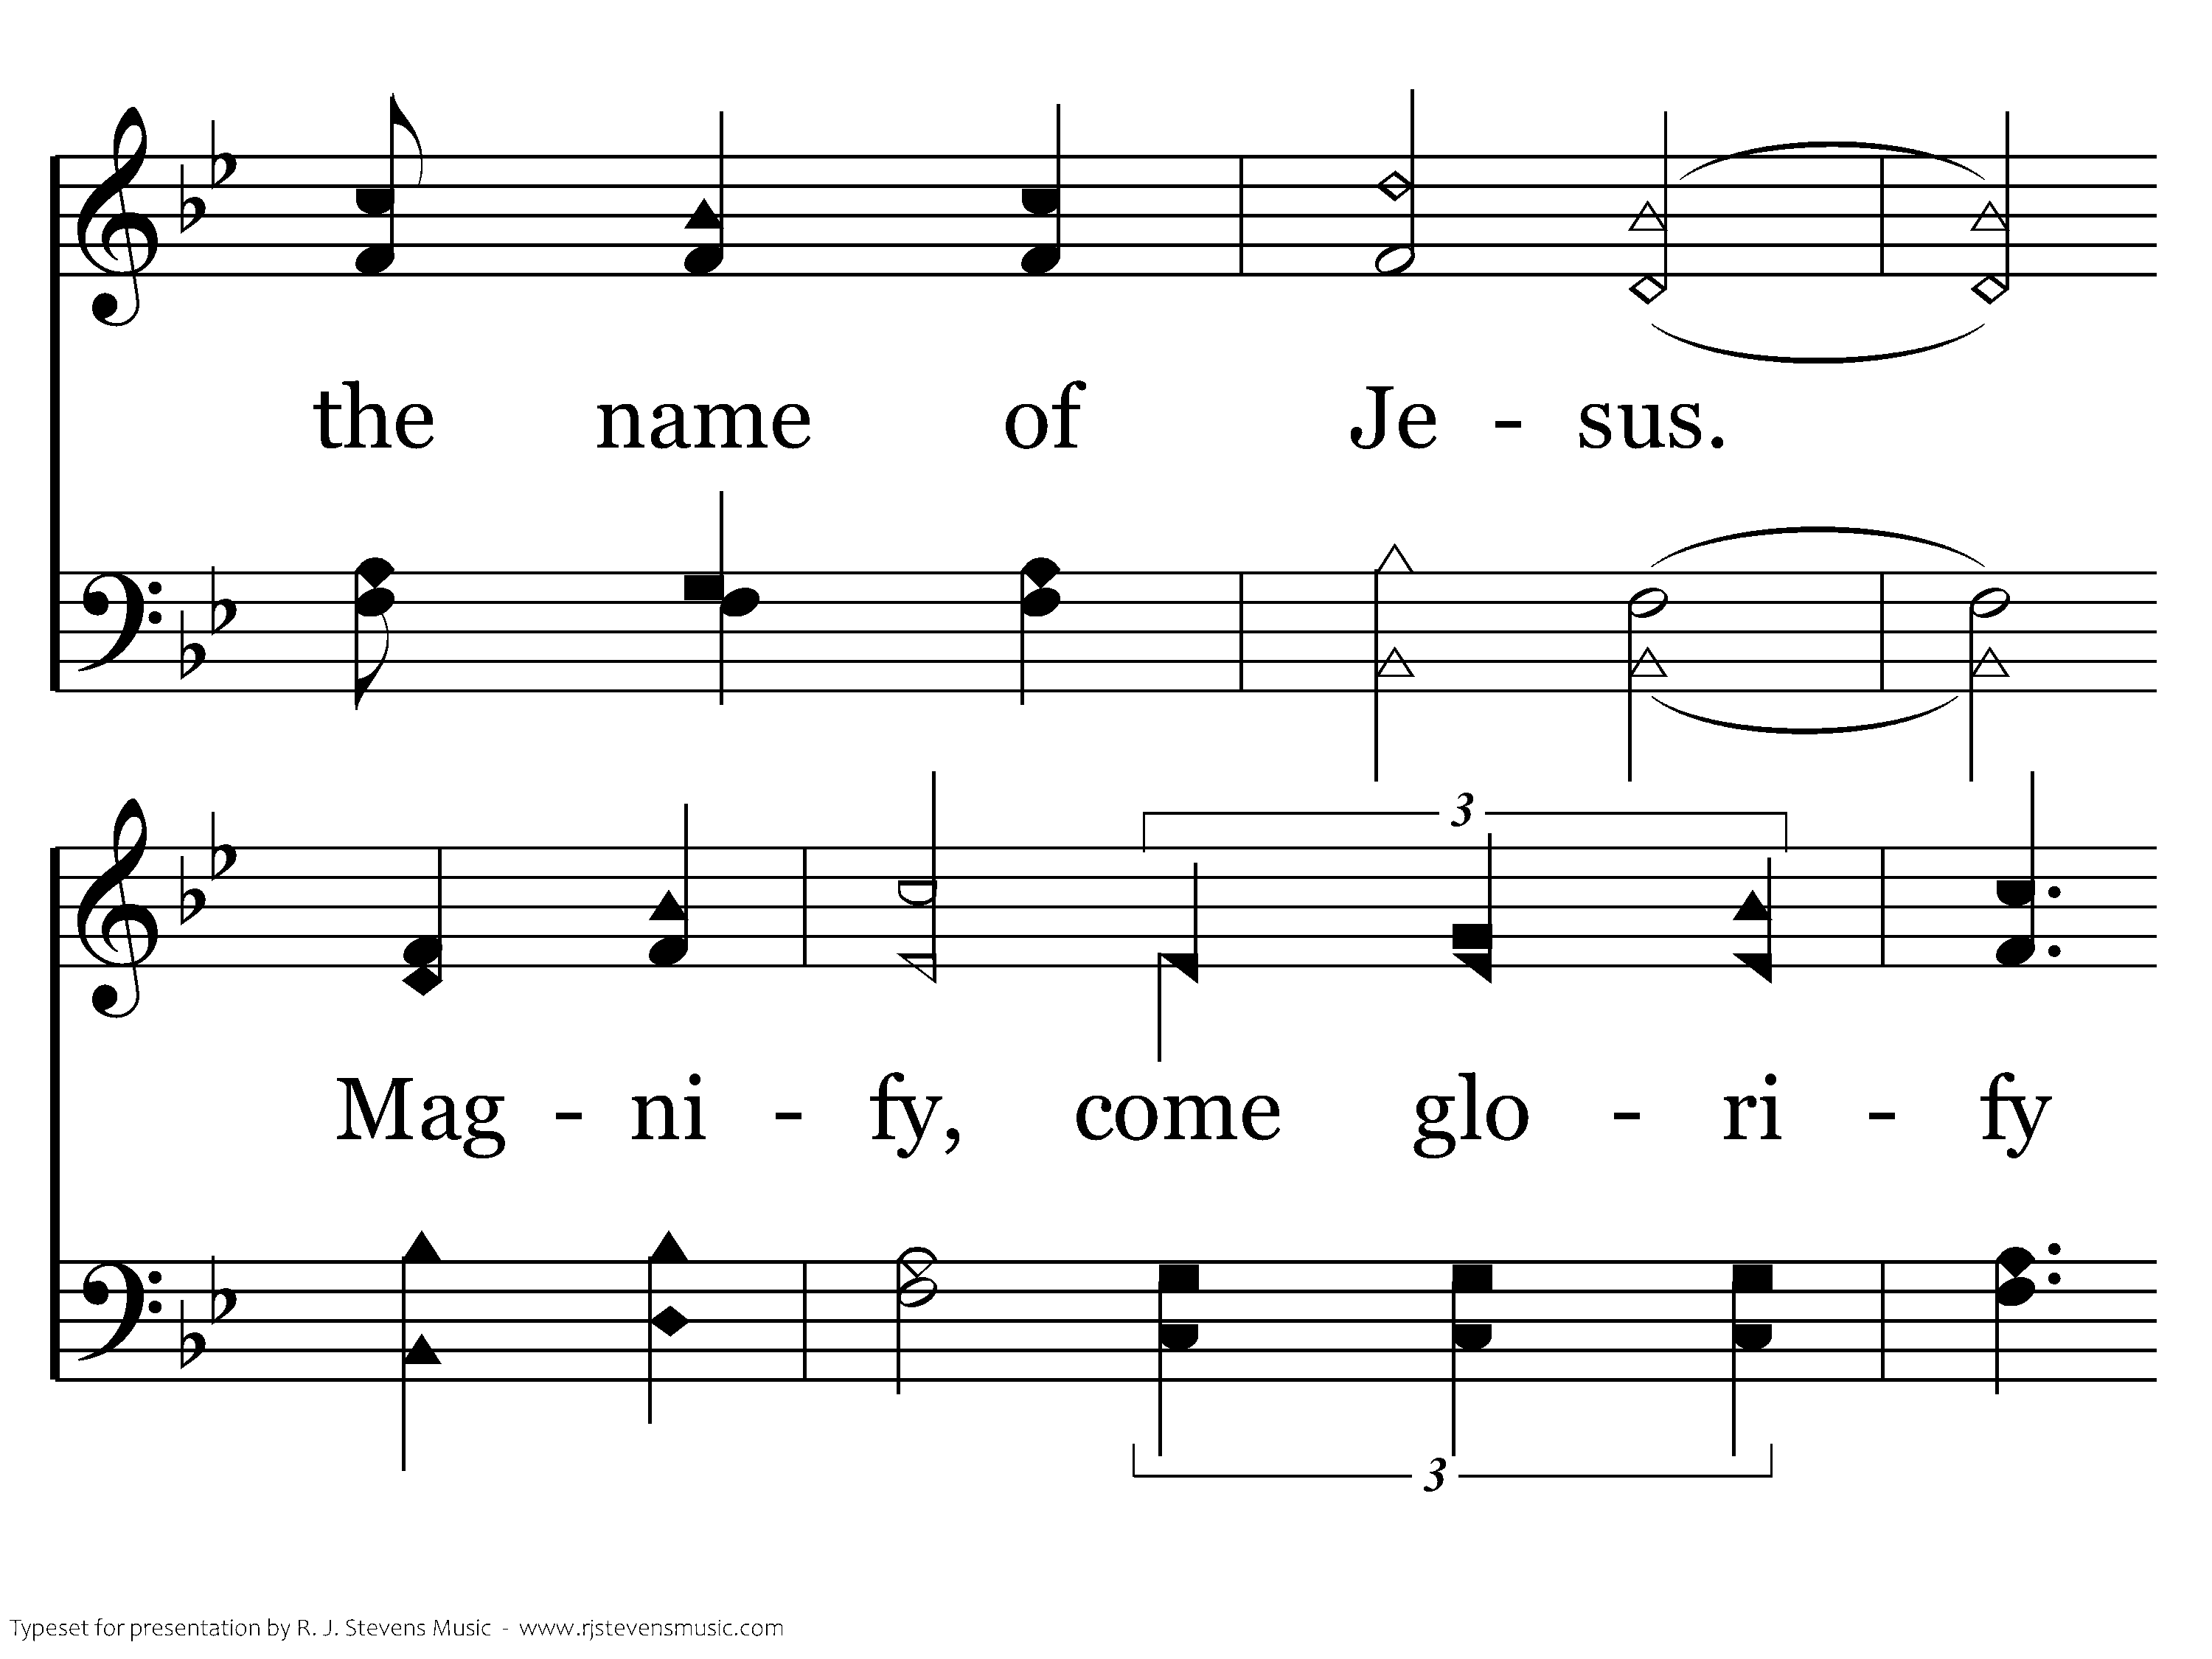 the name of Je - sus.
3
Mag - ni - fy, come glo - ri - fy
3
Typeset for presentation by R. J. Stevens Music - www.rjstevensmusic.com